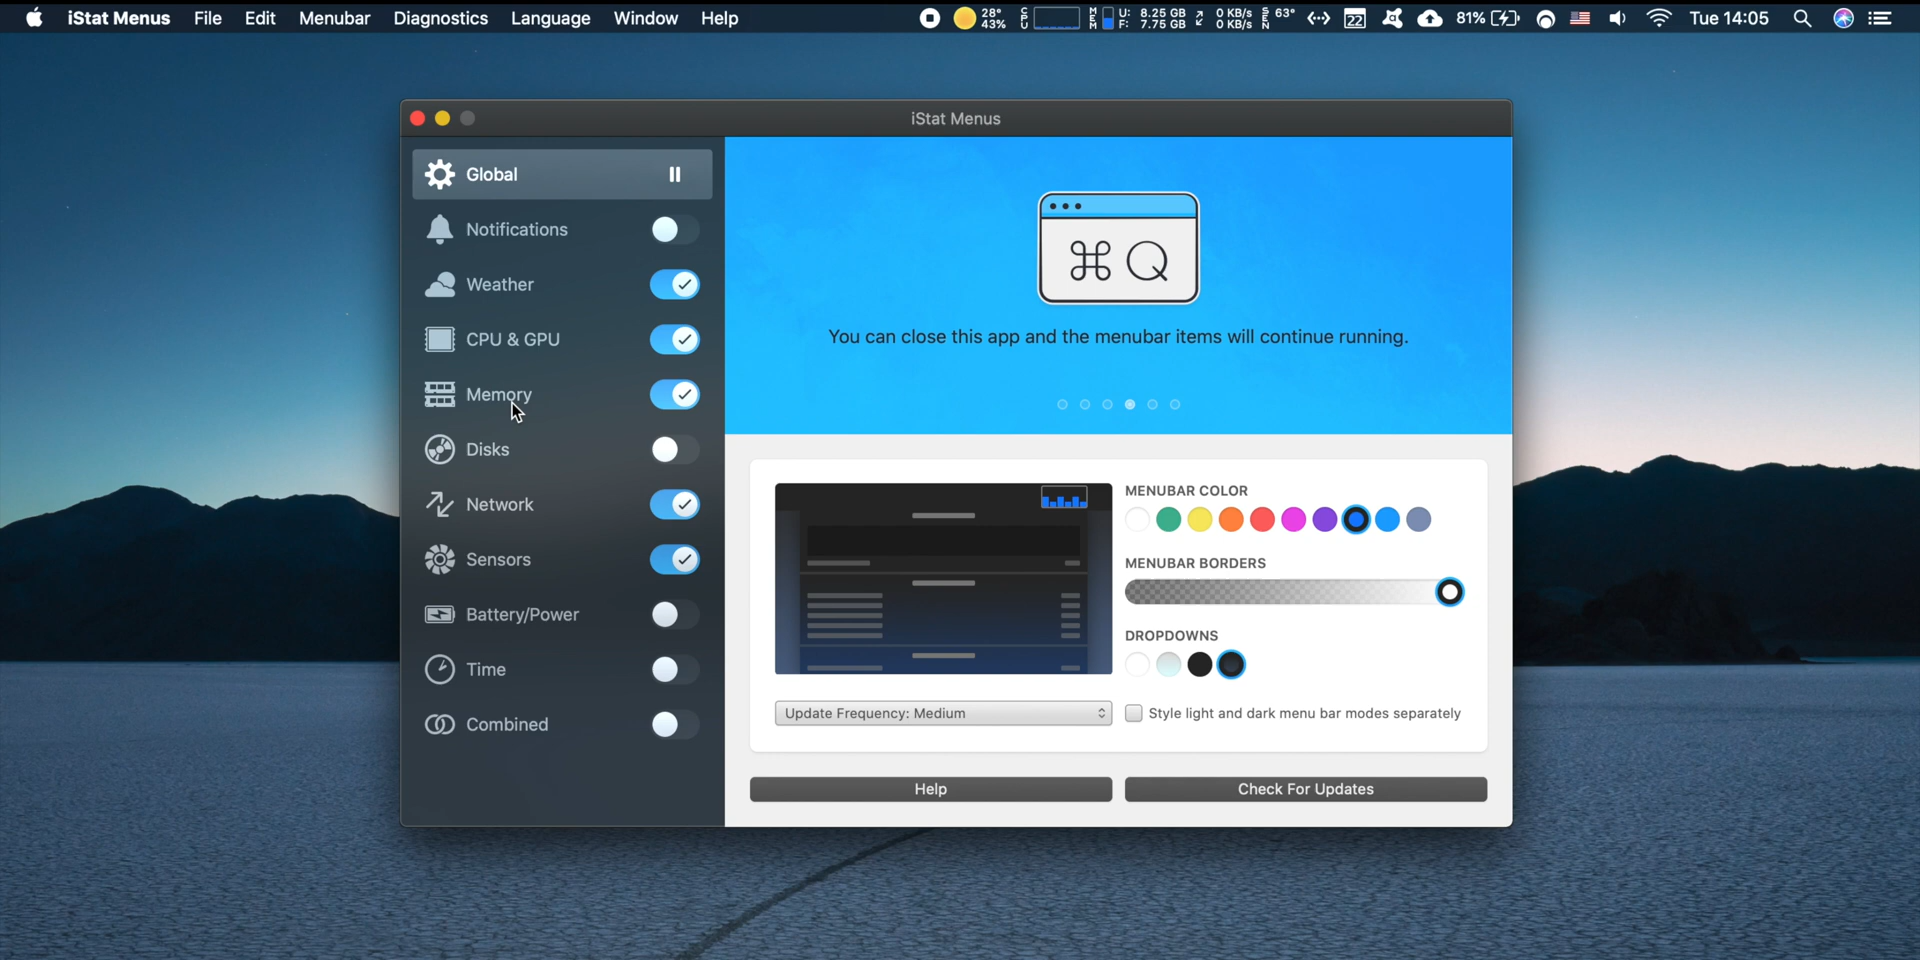 iStat Menus File Edit Menubar Diagnostics Language Window Help 28° 43% CPU MEM U: 8.25 GB F: 7.75 GB 0 KB/s 0 KB/s SEN 63° 22 81% Tue 14:05
iStat Menus
Global
Notifications
Weather
CPU & GPU
Memory
Disks
Network
Sensors
Battery/Power
Time
Combined
⌘ Q
You can close this app and the menubar items will continue running.
MENUBAR COLOR
MENUBAR BORDERS
DROPDOWNS
Update Frequency: Medium
Style light and dark menu bar modes separately
Help
Check For Updates